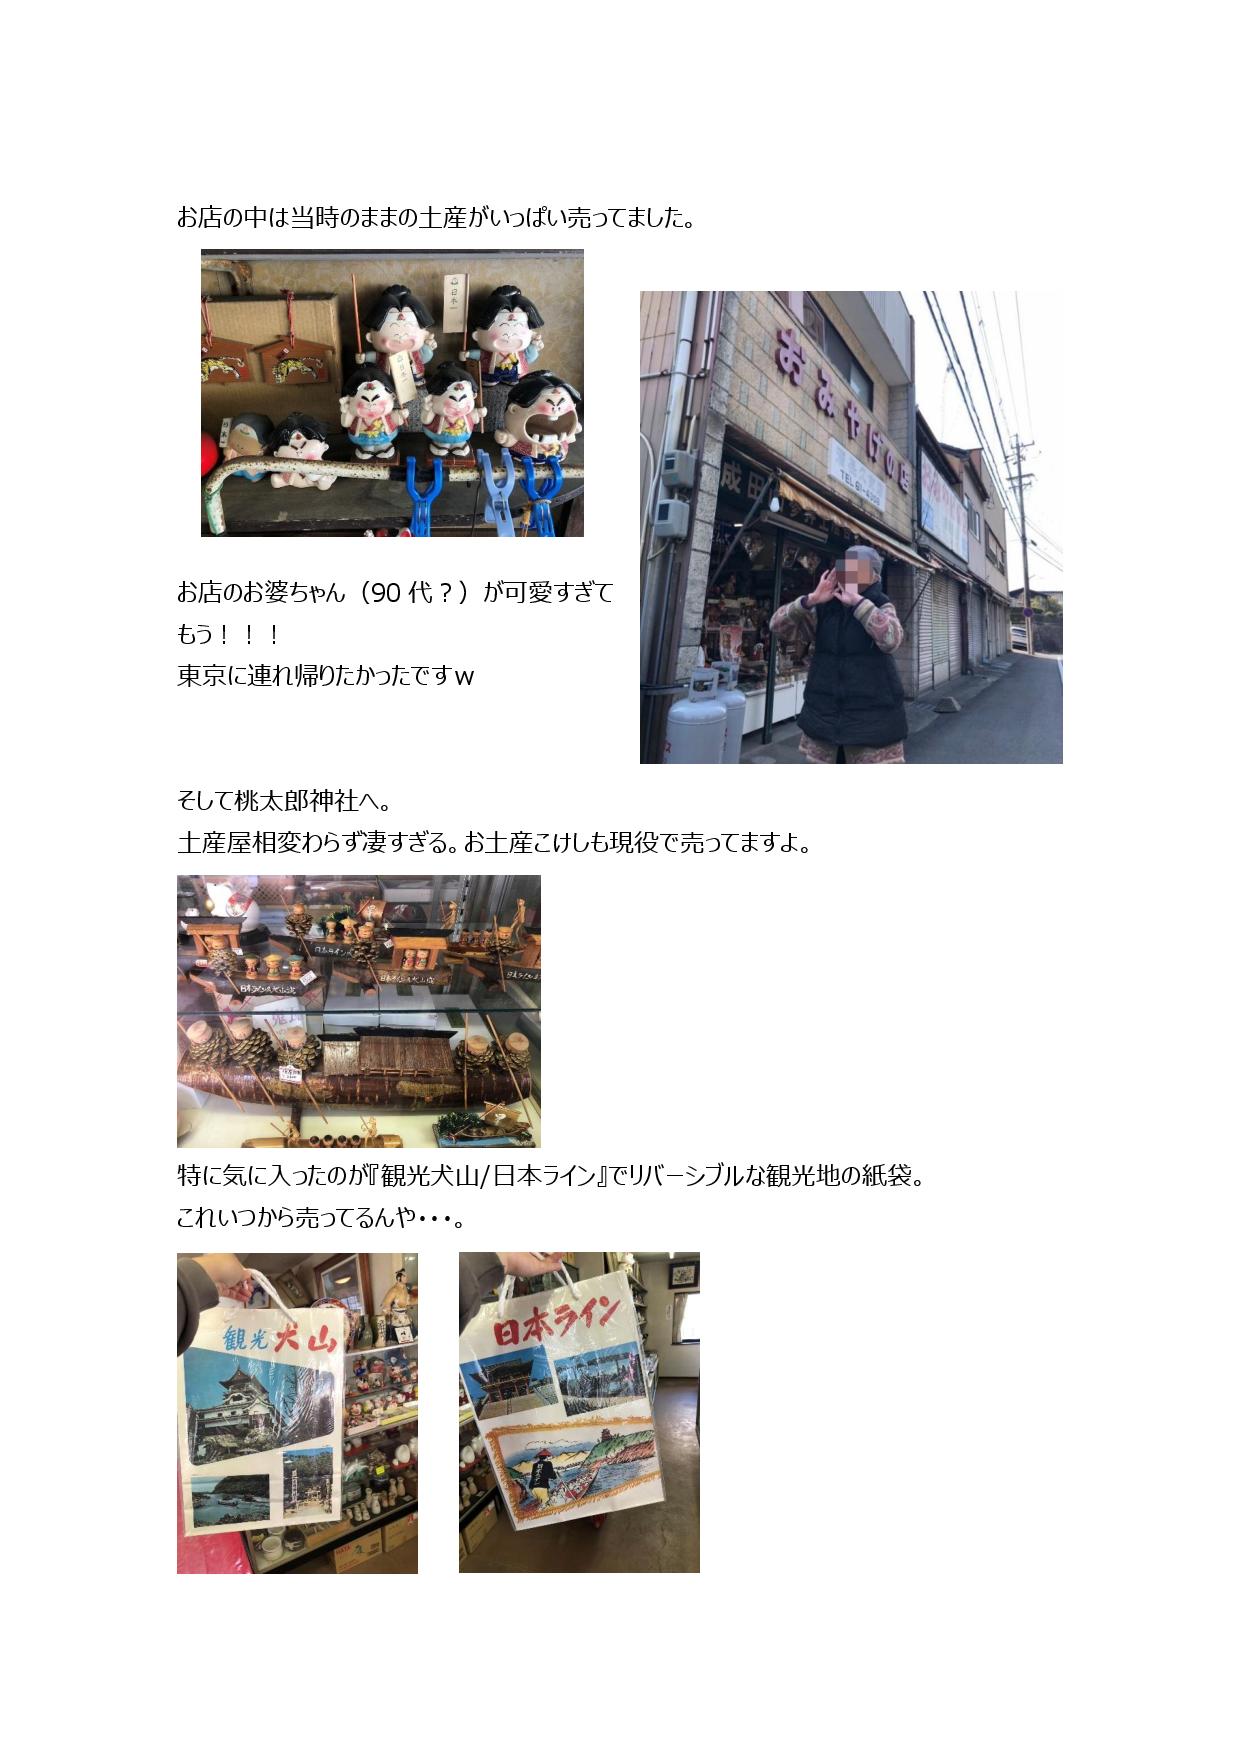 お店の中は当時のままの土産がいっぱい売ってました。
日本一
日本一
おみやげの店
成田
お店のお婆ちゃん（90 代？）が可愛すぎて
もう！！！
東京に連れ帰りたかったですｗ
そして桃太郎神社へ。
土産屋相変わらず凄すぎる。お土産こけしも現役で売ってますよ。
特に気に入ったのが『観光犬山/日本ライン』でリバーシブルな観光地の紙袋。
これいつから売ってるんや・・・。
観光 犬山
日本ライン